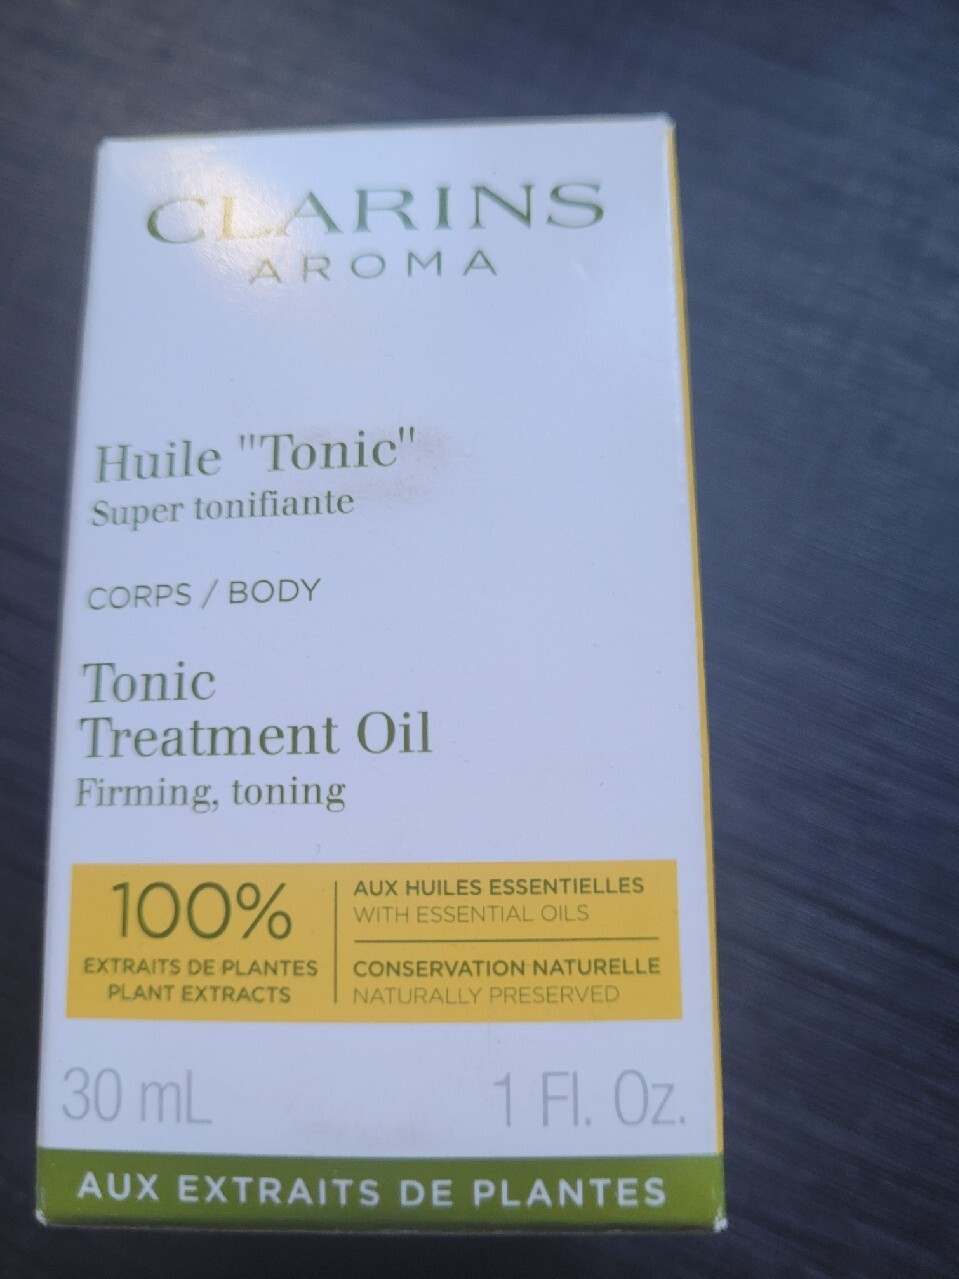 CLARINS
AROMA
Huile "Tonic"
Super tonifiante
CORPS / BODY
Tonic
Treatment Oil
Firming, toning
100%
EXTRAITS DE PLANTES
PLANT EXTRACTS
AUX HUILES ESSENTIELLES
WITH ESSENTIAL OILS
CONSERVATION NATURELLE
NATURALLY PRESERVED
30 mL
1 Fl. Oz.
AUX EXTRAITS DE PLANTES